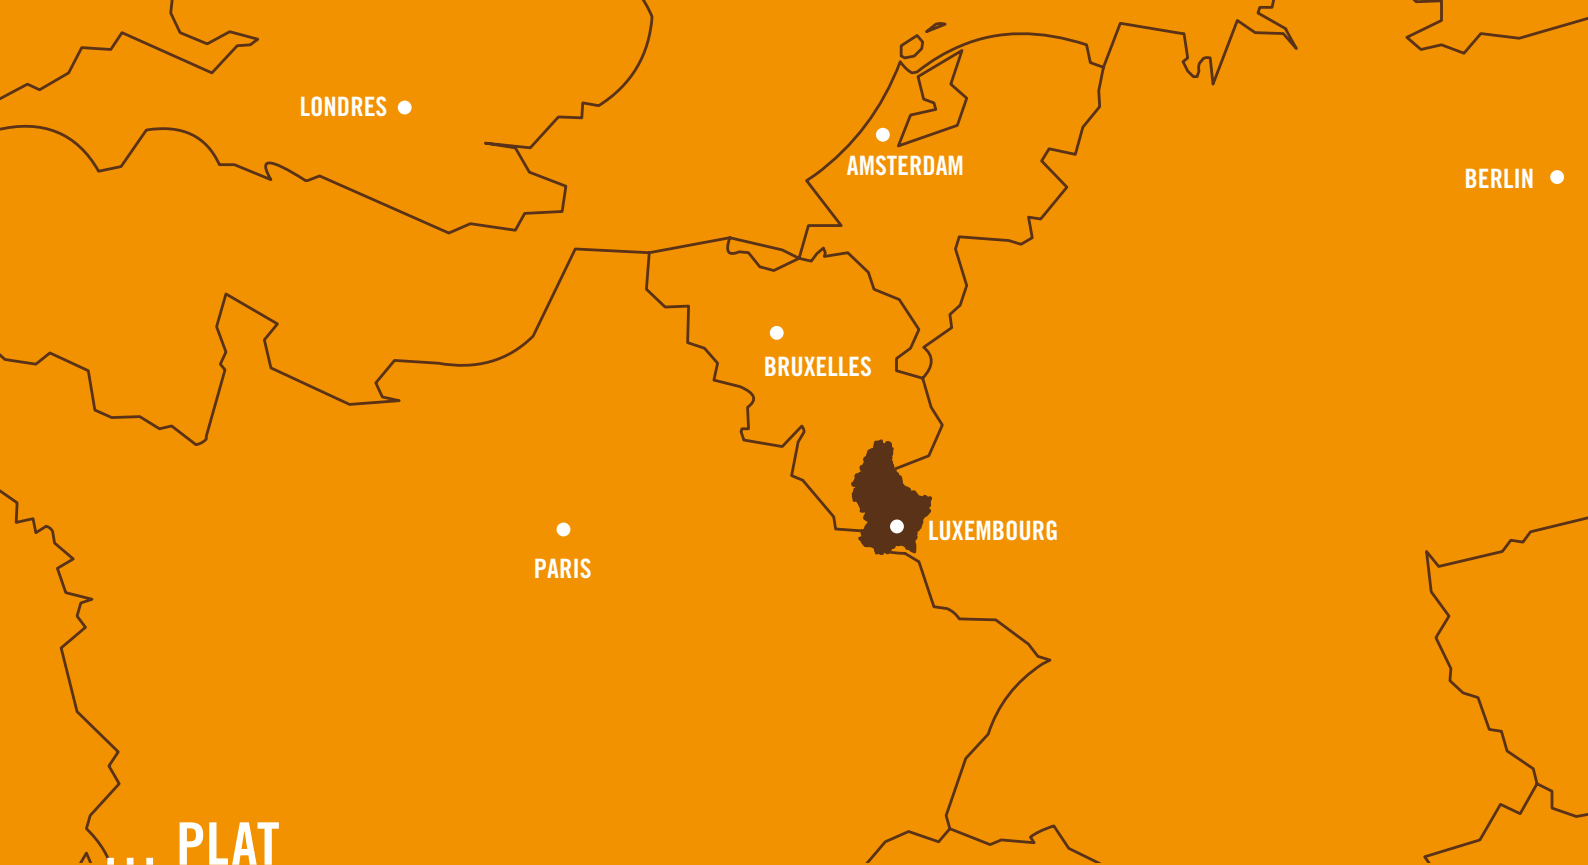 LONDRES
AMSTERDAM
BERLIN
BRUXELLES
LUXEMBOURG
PARIS
... PLAT